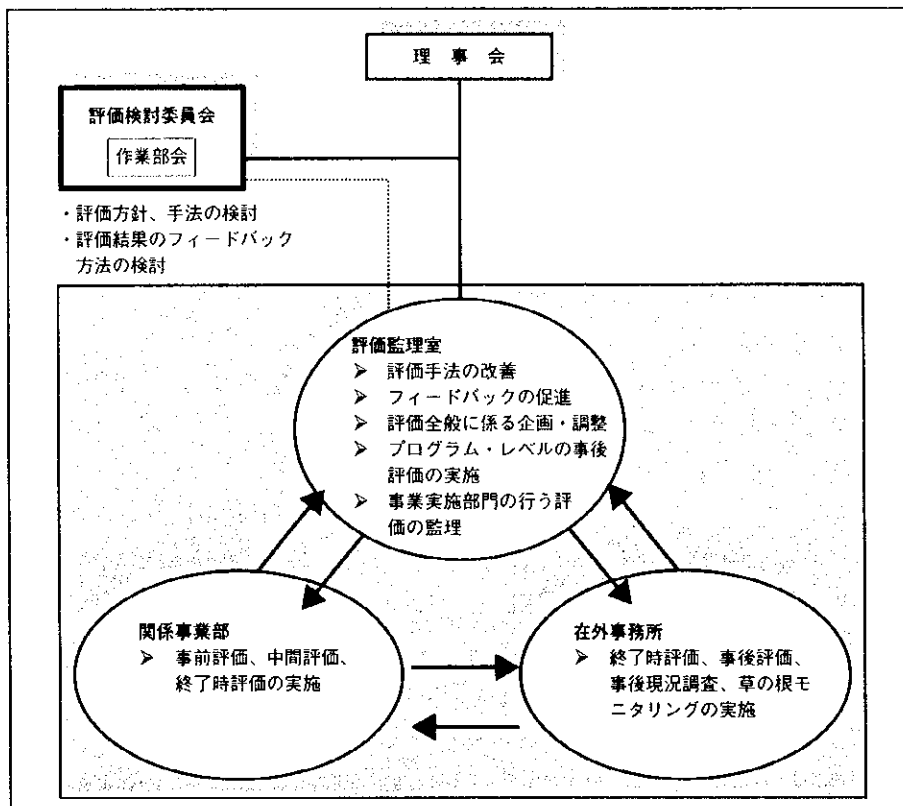 理 事 会
評価検討委員会
作業部会
・評価方針、手法の検討
・評価結果のフィードバック
方法の検討
評価監理室
➢ 評価手法の改善
➢ フィードバックの促進
➢ 評価全般に係る企画・調整
➢ プログラム・レベルの事後
評価の実施
➢ 事業実施部門の行う評
価の監理
関係事業部
➢ 事前評価、中間評価、
終了時評価の実施
在外事務所
➢ 終了時評価、事後評価、
事後現況調査、草の根モ
ニタリングの実施